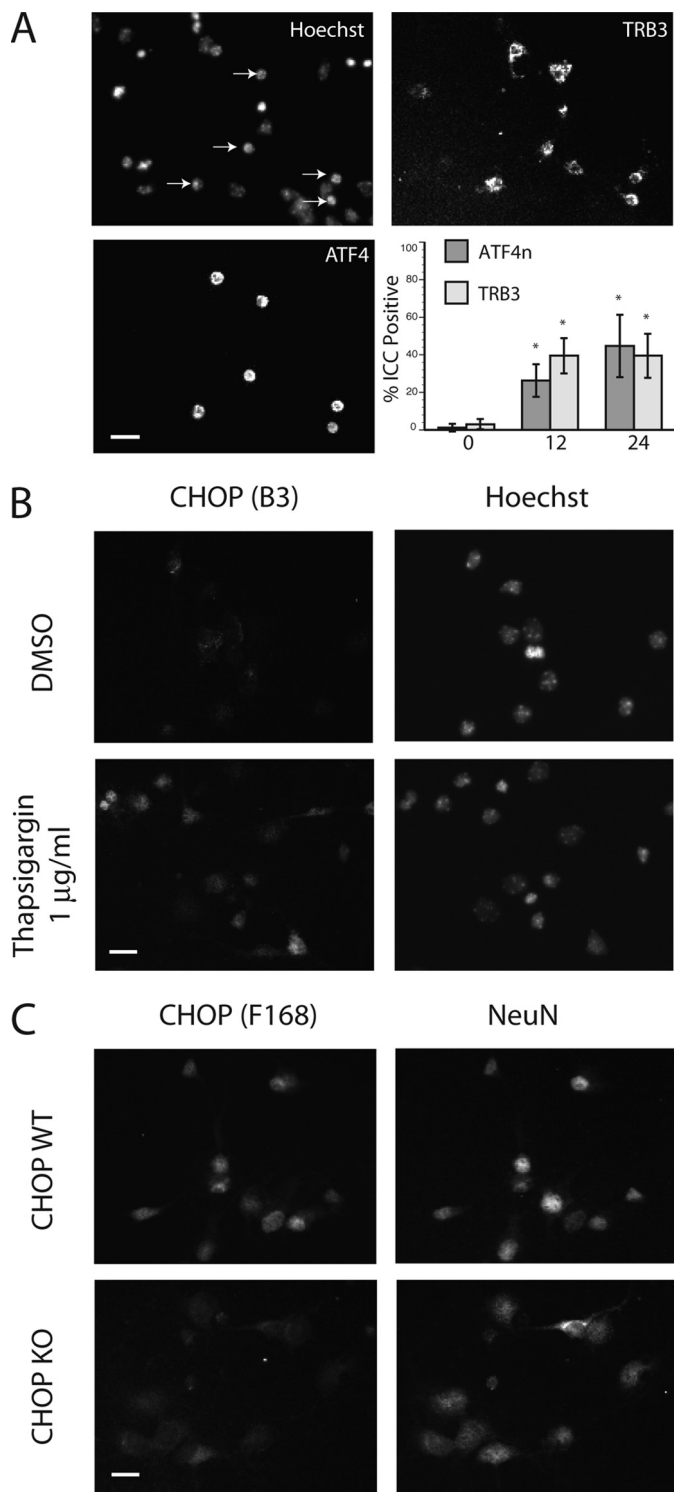 A
Hoechst
TRB3
ATF4
% ICC Positive
100
80
60
40
20
0
ATF4n
TRB3
* * * *
0 12 24
B
CHOP (B3)
Hoechst
DMSO
Thapsigargin
1 µg/ml
C
CHOP (F168)
NeuN
CHOP WT
CHOP KO